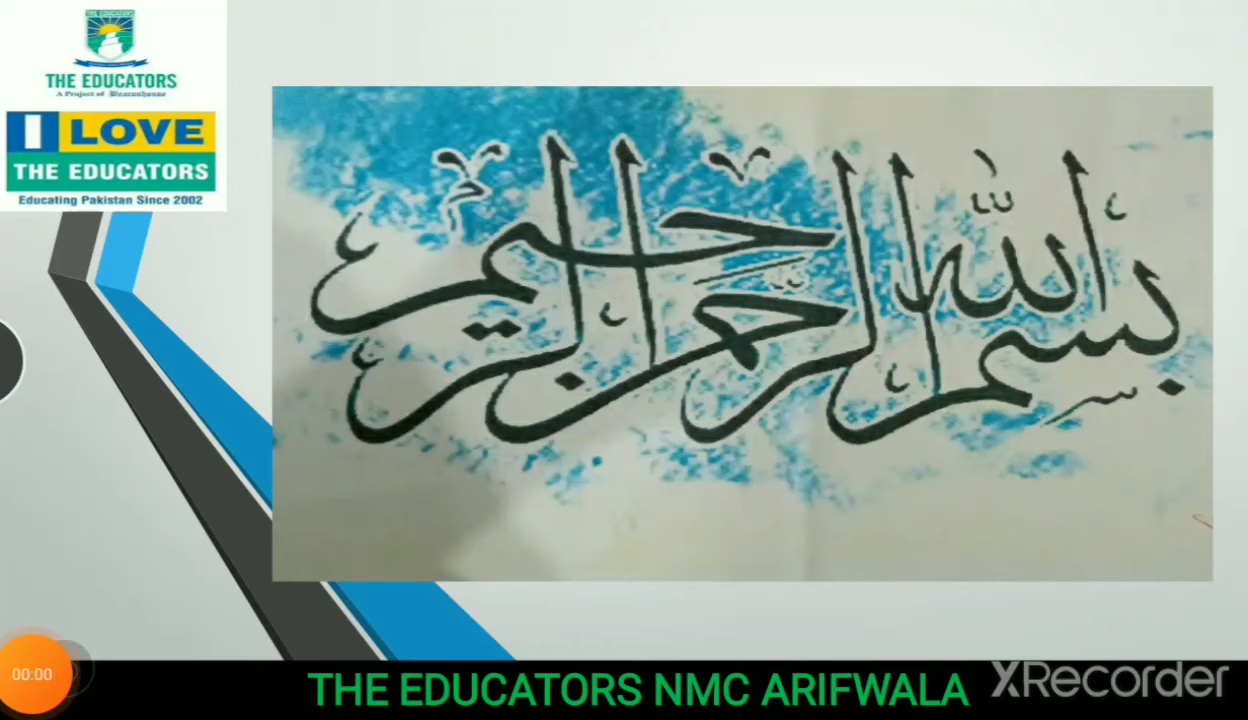 THE EDUCATORS
A Project of Beaconhouse
I LOVE
THE EDUCATORS
Educating Pakistan Since 2002
بسم الله الرحمن الرحيم
00:00
THE EDUCATORS NMC ARIFWALA
XRecorder